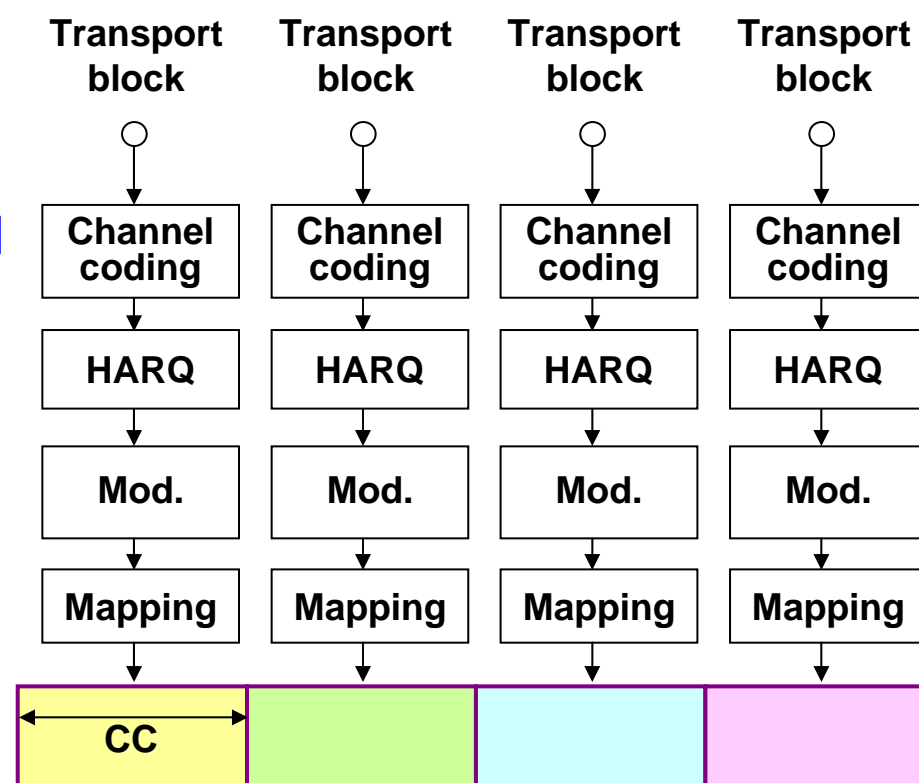 Transport Transport Transport Transport
block block block block
Channel Channel Channel Channel
coding coding coding coding
HARQ HARQ HARQ HARQ
Mod. Mod. Mod. Mod.
Mapping Mapping Mapping Mapping
CC